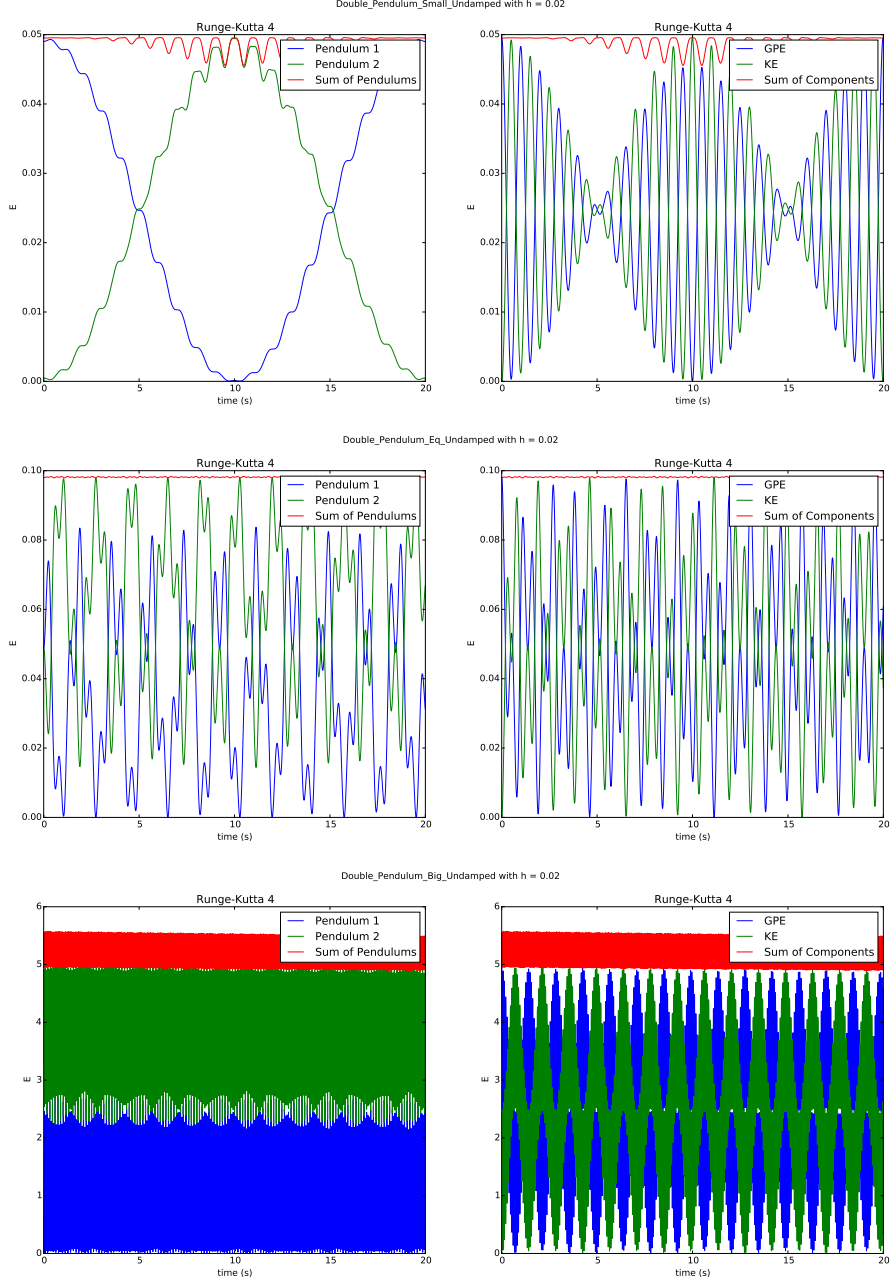 Double_Pendulum_Small_Undamped with h = 0.02
Runge-Kutta 4
Pendulum 1
Pendulum 2
Sum of Pendulums
0.05
0.04
0.03
0.02
0.01
0.00
E
0 5 10 15 20
time (s)
Runge-Kutta 4
GPE
KE
Sum of Components
0.05
0.04
0.03
0.02
0.01
0.00
E
0 5 10 15 20
time (s)
Double_Pendulum_Eq_Undamped with h = 0.02
Runge-Kutta 4
Pendulum 1
Pendulum 2
Sum of Pendulums
0.10
0.08
0.06
0.04
0.02
0.00
E
0 5 10 15 20
time (s)
Runge-Kutta 4
GPE
KE
Sum of Components
0.10
0.08
0.06
0.04
0.02
0.00
E
0 5 10 15 20
time (s)
Double_Pendulum_Big_Undamped with h = 0.02
Runge-Kutta 4
Pendulum 1
Pendulum 2
Sum of Pendulums
6
5
4
3
2
1
0
E
0 5 10 15 20
time (s)
Runge-Kutta 4
GPE
KE
Sum of Components
6
5
4
3
2
1
0
E
0 5 10 15 20
time (s)